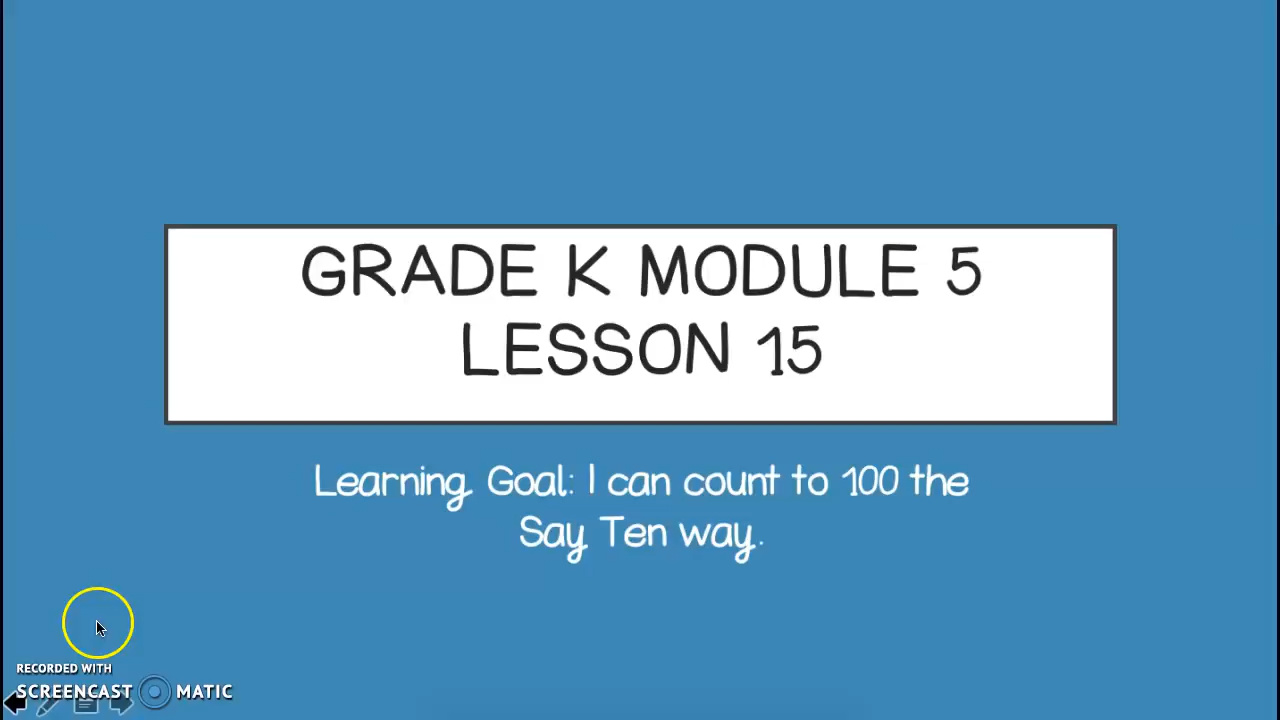 GRADE K MODULE 5
LESSON 15
Learning Goal: I can count to 100 the
Say Ten way.
RECORDED WITH
SCREENCAST MATIC